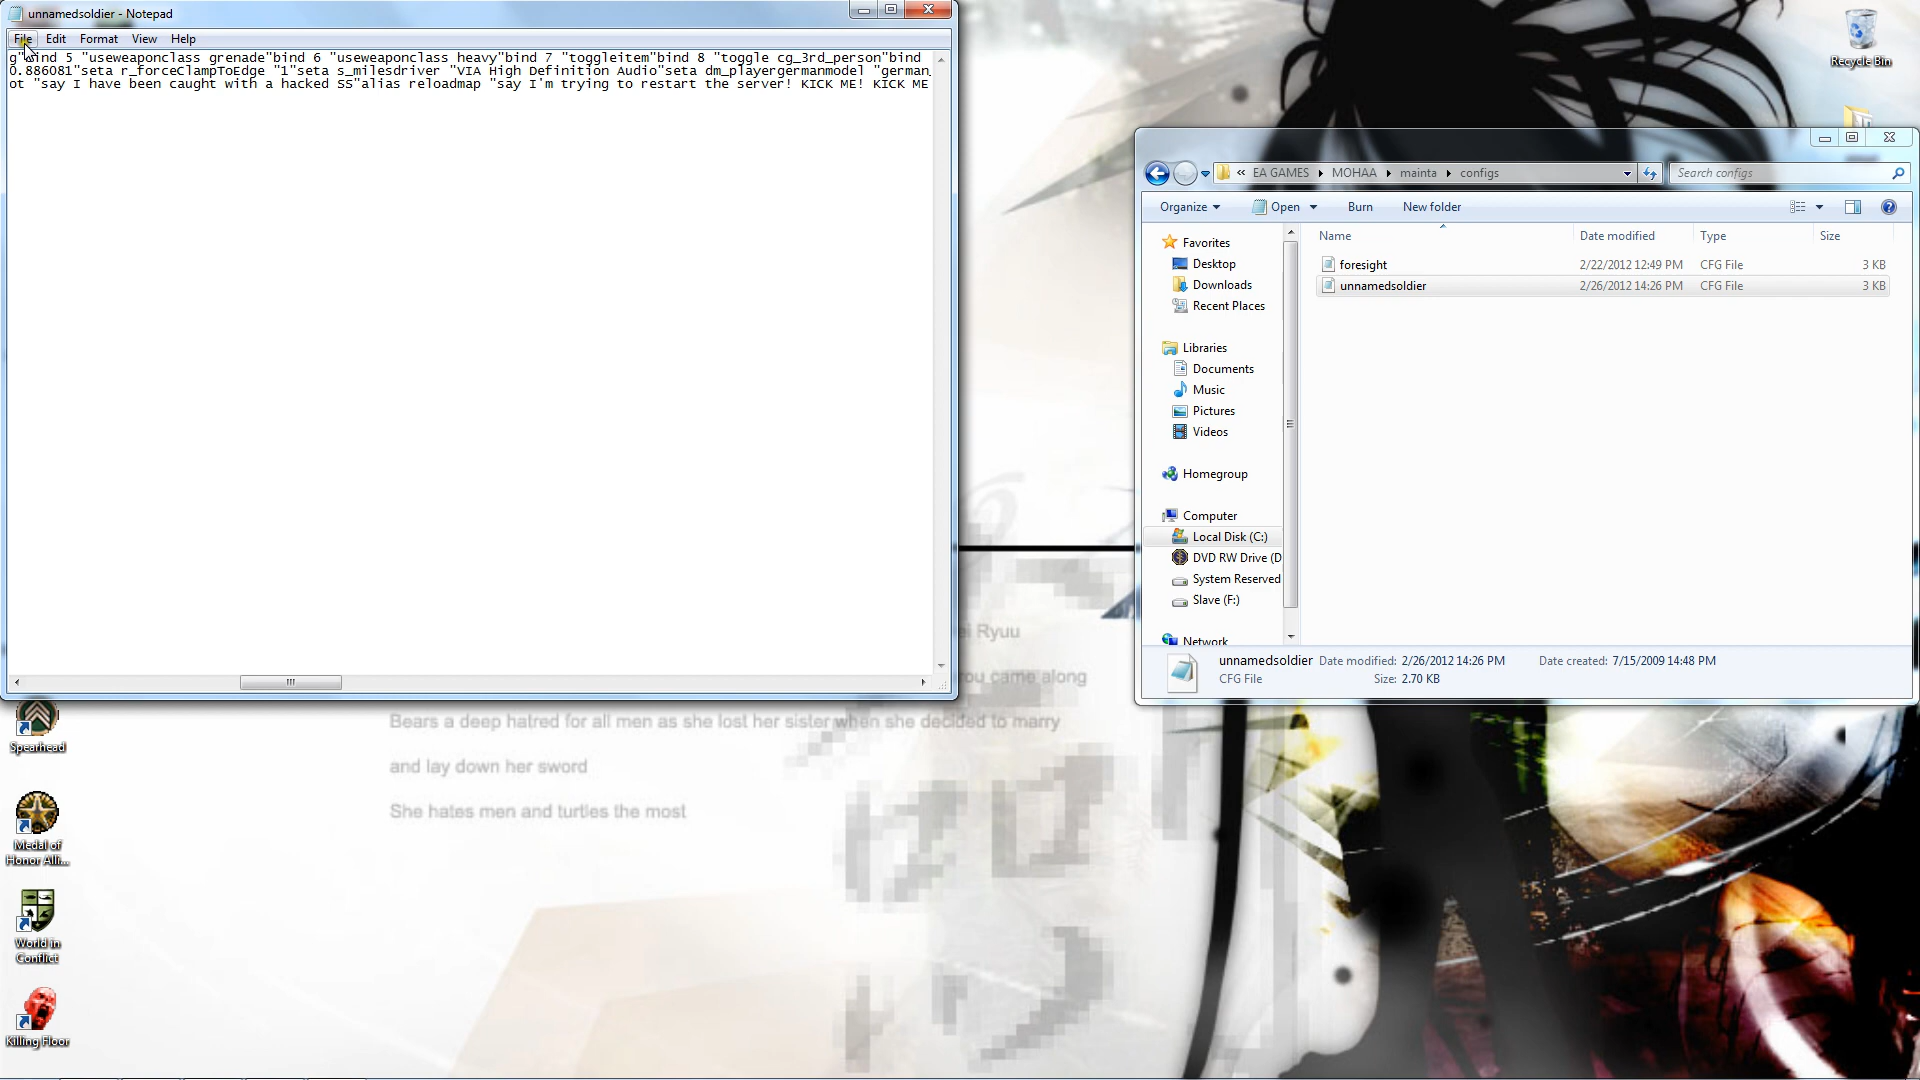 unnamedsoldier - Notepad
File Edit Format View Help
g"bind 5 "useweaponclass grenade"bind 6 "useweaponclass heavy"bind 7 "toggleitem"bind 8 "toggle cg_3rd_person"bind
0.886081"seta r_forceClampToEdge "1"seta s_milesdriver "VIA High Definition Audio"seta dm_playergermanmodel "german_
ot "say I have been caught with a hacked SS"alias reloadmap "say I'm trying to restart the server! KICK ME! KICK ME
Recycle Bin
« EA GAMES MOHAA mainta configs
Search configs
Organize Open Burn New folder
Name Date modified Type Size
foresight 2/22/2012 12:49 PM CFG File 3 KB
unnamedsoldier 2/26/2012 14:26 PM CFG File 3 KB
Favorites
Desktop
Downloads
Recent Places
Libraries
Documents
Music
Pictures
Videos
Homegroup
Computer
Local Disk (C:)
DVD RW Drive (D
System Reserved
Slave (F:)
Network
unnamedsoldier Date modified: 2/26/2012 14:26 PM Date created: 7/15/2009 14:48 PM
CFG File Size: 2.70 KB
Ryuu
you came along
Bears a deep hatred for all men as she lost her sister when she decided to marry
and lay down her sword
She hates men and turtles the most
Spearhead
Medal of
Honor Alli...
World in
Conflict
Killing Floor